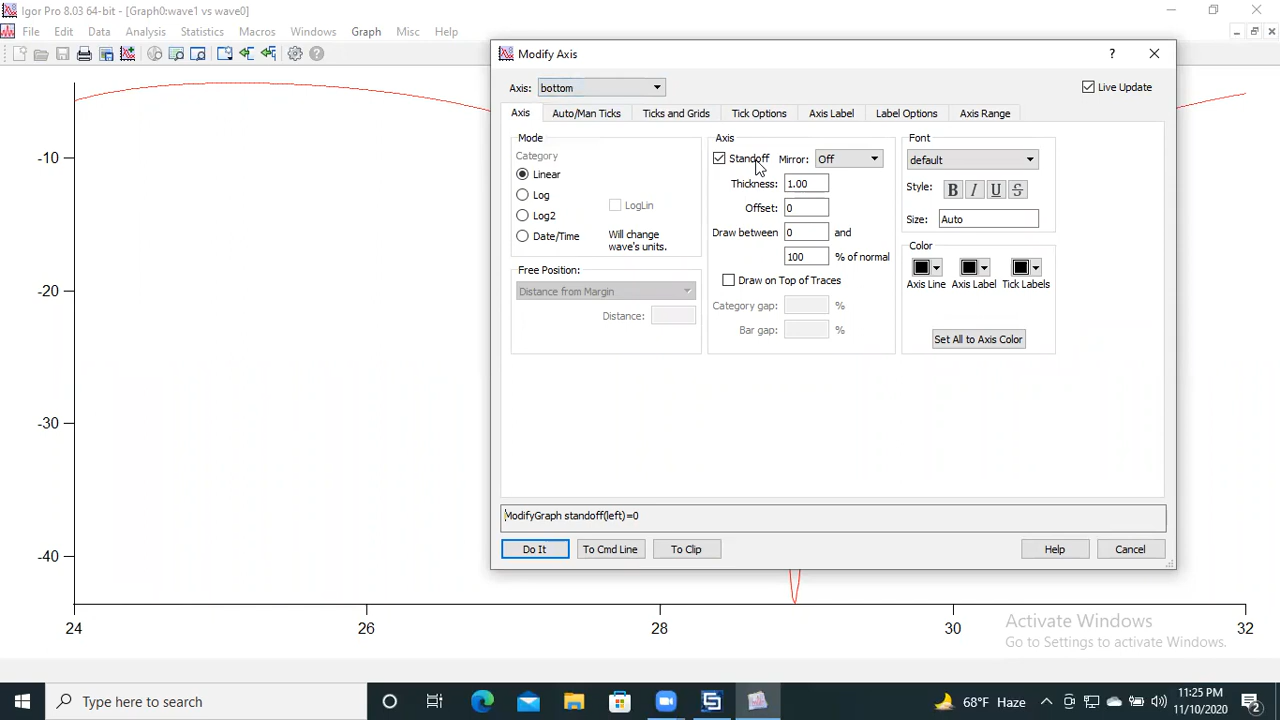 Igor Pro 8.03 64-bit - [Graph0:wave1 vs wave0]
File Edit Data Analysis Statistics Macros Windows Graph Misc Help
Modify Axis
Axis: bottom
Live Update
Axis Auto/Man Ticks Ticks and Grids Tick Options Axis Label Label Options Axis Range
Mode
Category
Linear
Log
Log2
Date/Time
LogLin
Will change
wave's units.
Free Position:
Distance from Margin
Distance:
Axis
Standoff Mirror: Off
Thickness: 1.00
Offset: 0
Draw between 0 and
100 % of normal
Draw on Top of Traces
Category gap: %
Bar gap: %
Font
default
Style: B I U S
Size: Auto
Color
Axis Line Axis Label Tick Labels
Set All to Axis Color
ModifyGraph standoff(left)=0
Do It To Cmd Line To Clip Help Cancel
-10
-20
-30
-40
24 26 28 30 32
Activate Windows
Go to Settings to activate Windows.
Type here to search
68°F Haze
11:25 PM
11/10/2020
2